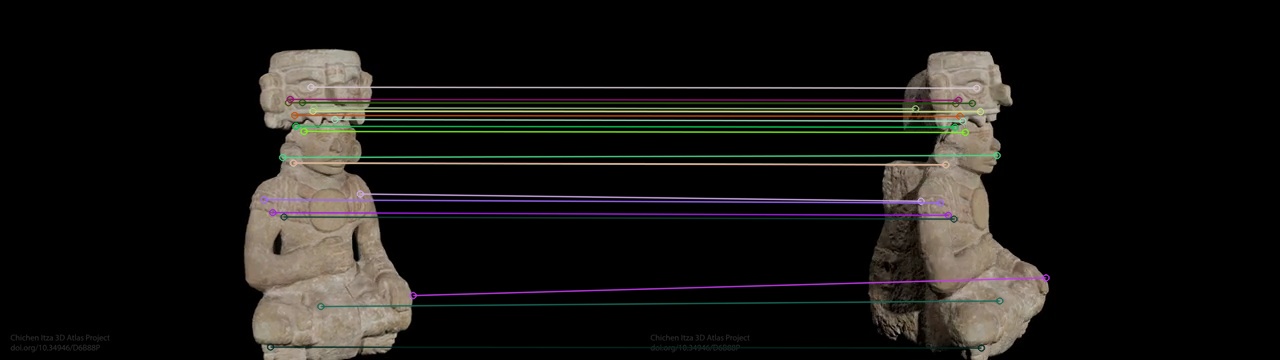 Chichen Itza 3D Atlas Project
doi.org/10.34946/D6B88P
Chichen Itza 3D Atlas Project
doi.org/10.34946/D6B88P